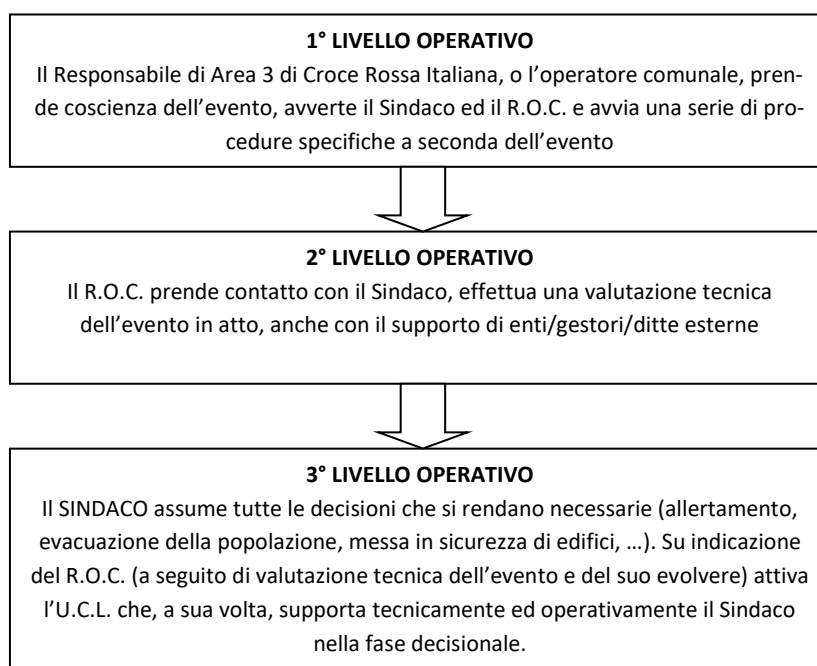 1° LIVELLO OPERATIVO
Il Responsabile di Area 3 di Croce Rossa Italiana, o l’operatore comunale, pren-
de coscienza dell’evento, avverte il Sindaco ed il R.O.C. e avvia una serie di pro-
cedure specifiche a seconda dell’evento
2° LIVELLO OPERATIVO
Il R.O.C. prende contatto con il Sindaco, effettua una valutazione tecnica
dell’evento in atto, anche con il supporto di enti/gestori/ditte esterne
3° LIVELLO OPERATIVO
Il SINDACO assume tutte le decisioni che si rendano necessarie (allertamento,
evacuazione della popolazione, messa in sicurezza di edifici, …). Su indicazione
del R.O.C. (a seguito di valutazione tecnica dell’evento e del suo evolvere) attiva
l’U.C.L. che, a sua volta, supporta tecnicamente ed operativamente il Sindaco
nella fase decisionale.